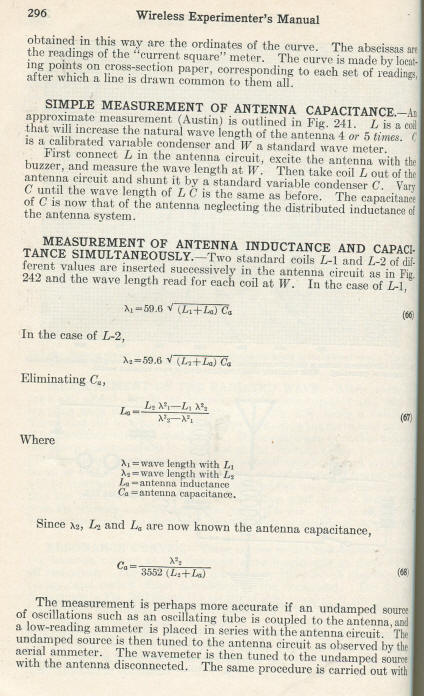 296 Wireless Experimenter's Manual
obtained in this way are the ordinates of the curve. The abscissas are
the readings of the "current square" meter. The curve is made by locat-
ing points on cross-section paper, corresponding to each set of readings,
after which a line is drawn common to them all.
SIMPLE MEASUREMENT OF ANTENNA CAPACITANCE.—An
approximate measurement (Austin) is outlined in Fig. 241. L is a coil
that will increase the natural wave length of the antenna 4 or 5 times. C
is a calibrated variable condenser and W a standard wave meter.
First connect L in the antenna circuit, excite the antenna with the
buzzer, and measure the wave length at W. Then take coil L out of the
antenna circuit and shunt it by a standard variable condenser C. Vary
C until the wave length of L C is the same as before. The capacitance
of C is now that of the antenna neglecting the distributed inductance of
the antenna system.
MEASUREMENT OF ANTENNA INDUCTANCE AND CAPACI-
TANCE SIMULTANEOUSLY.—Two standard coils L-1 and L-2 of dif-
ferent values are inserted successively in the antenna circuit as in Fig.
242 and the wave length read for each coil at W. In the case of L-1,
λ₁=59.6 √(L₁+Lₐ) Cₐ (66)
In the case of L-2,
λ₂=59.6 √(L₂+Lₐ) Cₐ
Eliminating Cₐ,
Lₐ= L₂ λ²₁—L₁ λ²₂ / λ²₂—λ²₁ (67)
Where
λ₁=wave length with L₁
λ₂=wave length with L₂
Lₐ=antenna inductance
Cₐ=antenna capacitance.
Since λ₂, L₂ and Lₐ are now known the antenna capacitance,
Cₐ= λ²₂ / 3552 (L₂+Lₐ) (68)
The measurement is perhaps more accurate if an undamped source
of oscillations such as an oscillating tube is coupled to the antenna, and
a low-reading ammeter is placed in series with the antenna circuit. The
undamped source is then tuned to the antenna circuit as observed by the
aerial ammeter. The wavemeter is then tuned to the undamped source
with the antenna disconnected. The same procedure is carried out with